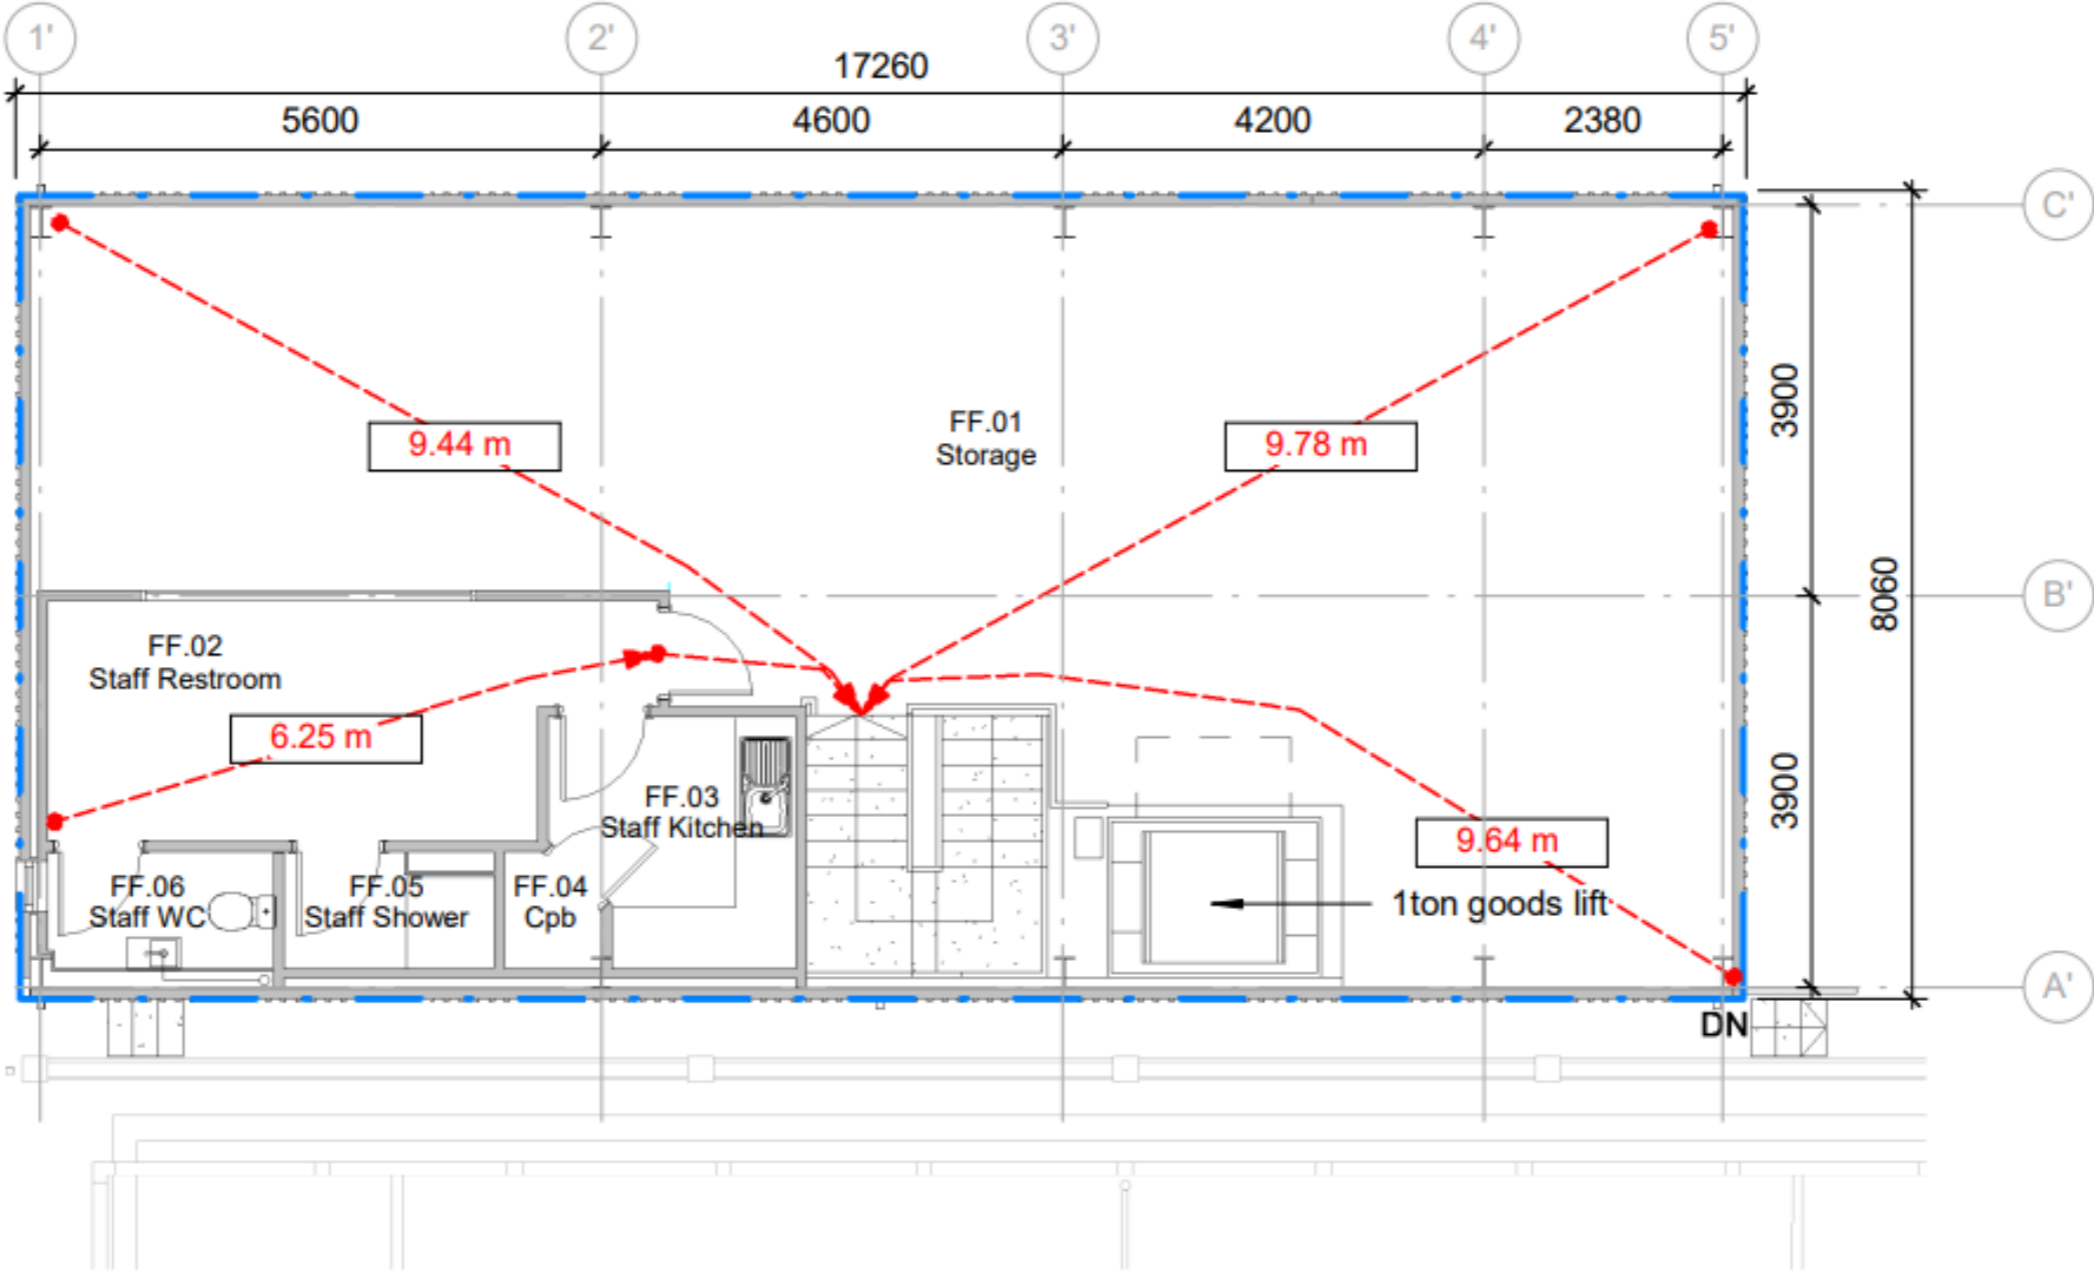 1'
2'
3'
4'
5'
17260
5600
4600
4200
2380
C'
3900
FF.01
Storage
9.44 m
9.78 m
B'
8060
FF.02
Staff Restroom
6.25 m
3900
FF.03
Staff Kitchen
9.64 m
FF.06
Staff WC
FF.05
Staff Shower
FF.04
Cpb
1ton goods lift
A'
DN